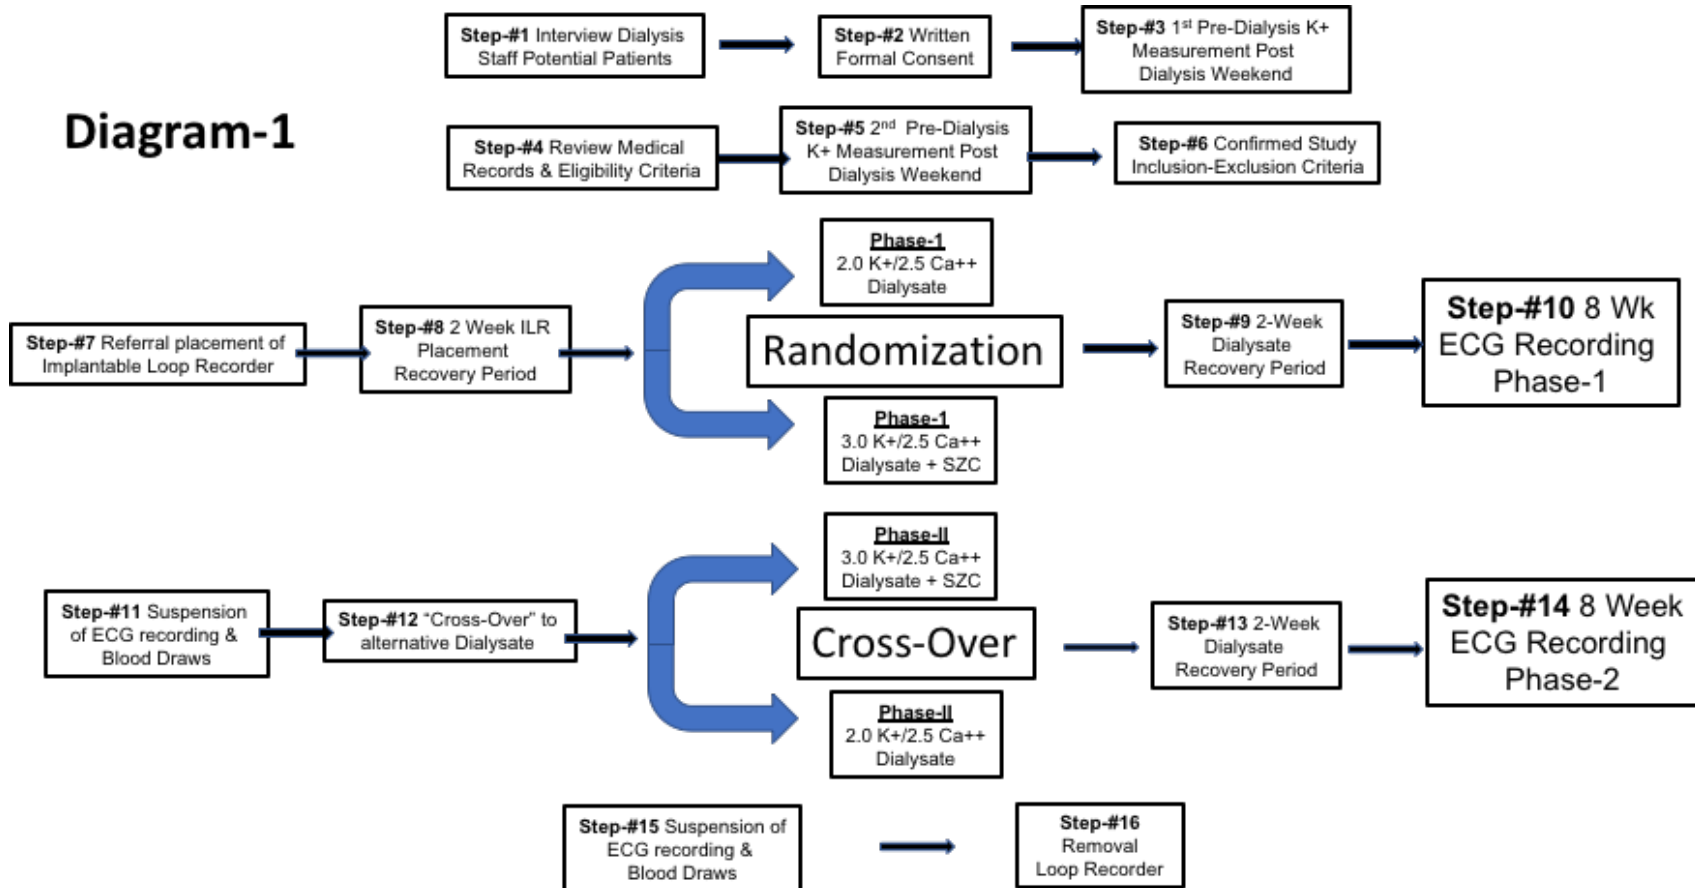 Diagram-1
Step-#1 Interview Dialysis
Staff Potential Patients
Step-#2 Written
Formal Consent
Step-#3 1st Pre-Dialysis K+
Measurement Post
Dialysis Weekend
Step-#4 Review Medical
Records & Eligibility Criteria
Step-#5 2nd Pre-Dialysis
K+ Measurement Post
Dialysis Weekend
Step-#6 Confirmed Study
Inclusion-Exclusion Criteria
Step-#7 Referral placement of
Implantable Loop Recorder
Step-#8 2 Week ILR
Placement
Recovery Period
Phase-1
2.0 K+/2.5 Ca++
Dialysate
Randomization
Phase-1
3.0 K+/2.5 Ca++
Dialysate + SZC
Step-#9 2-Week
Dialysate
Recovery Period
Step-#10 8 Wk
ECG Recording
Phase-1
Step-#11 Suspension
of ECG recording &
Blood Draws
Step-#12 “Cross-Over” to
alternative Dialysate
Phase-II
3.0 K+/2.5 Ca++
Dialysate + SZC
Cross-Over
Phase-II
2.0 K+/2.5 Ca++
Dialysate
Step-#13 2-Week
Dialysate
Recovery Period
Step-#14 8 Week
ECG Recording
Phase-2
Step-#15 Suspension of
ECG recording &
Blood Draws
Step-#16
Removal
Loop Recorder